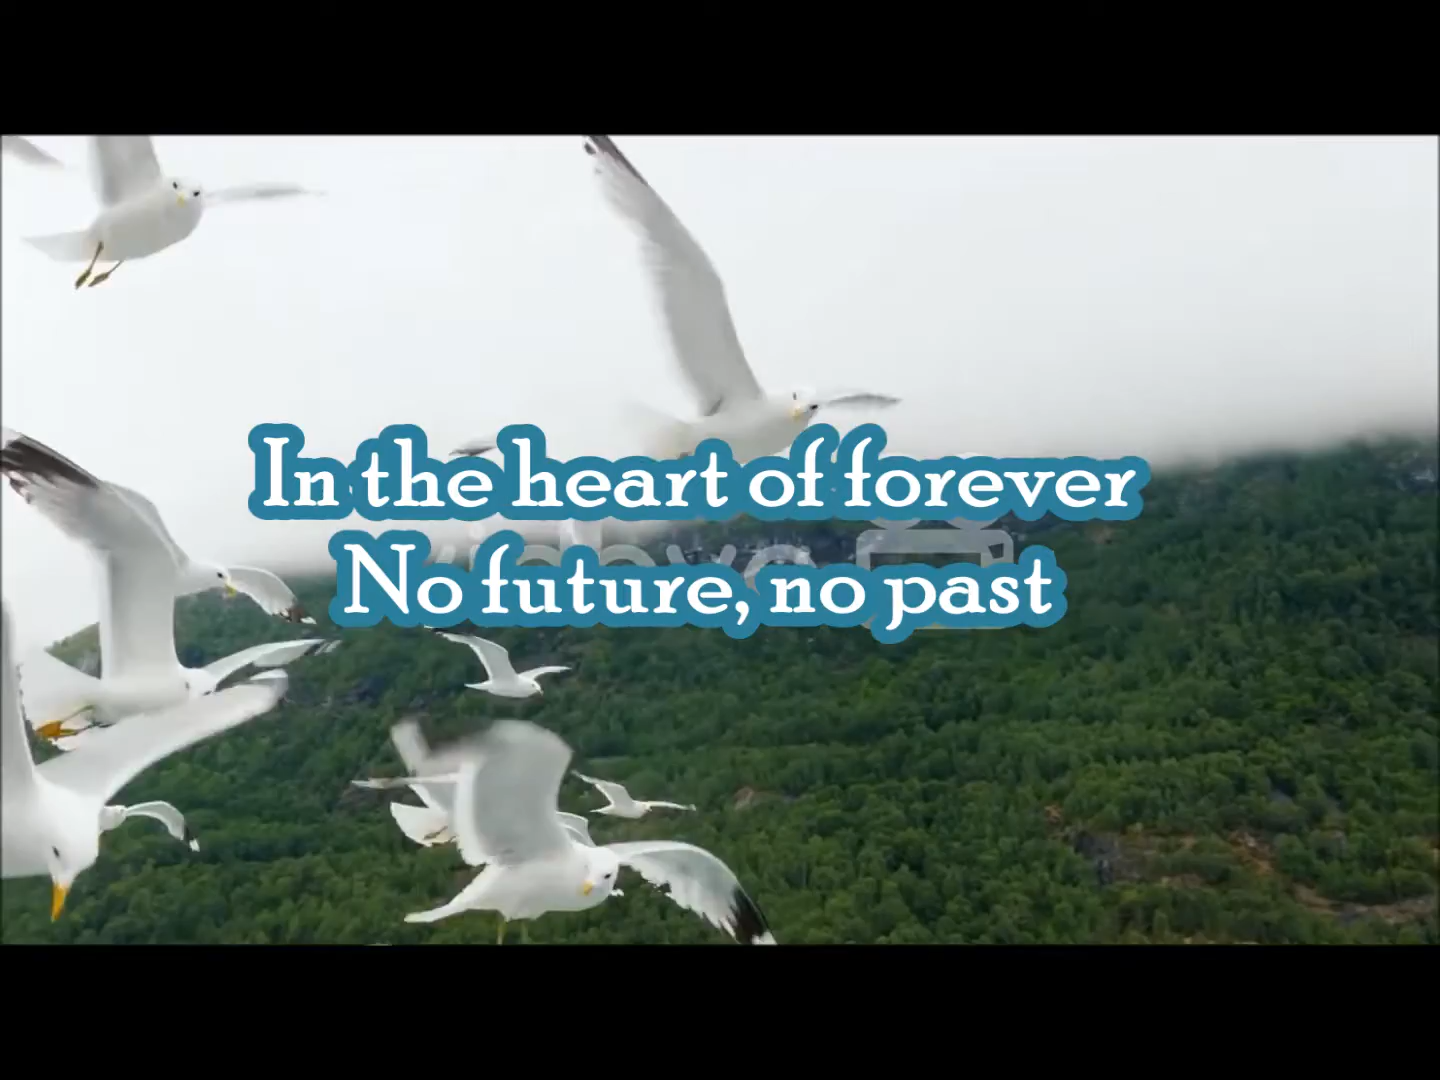 In the heart of forever
No future, no past